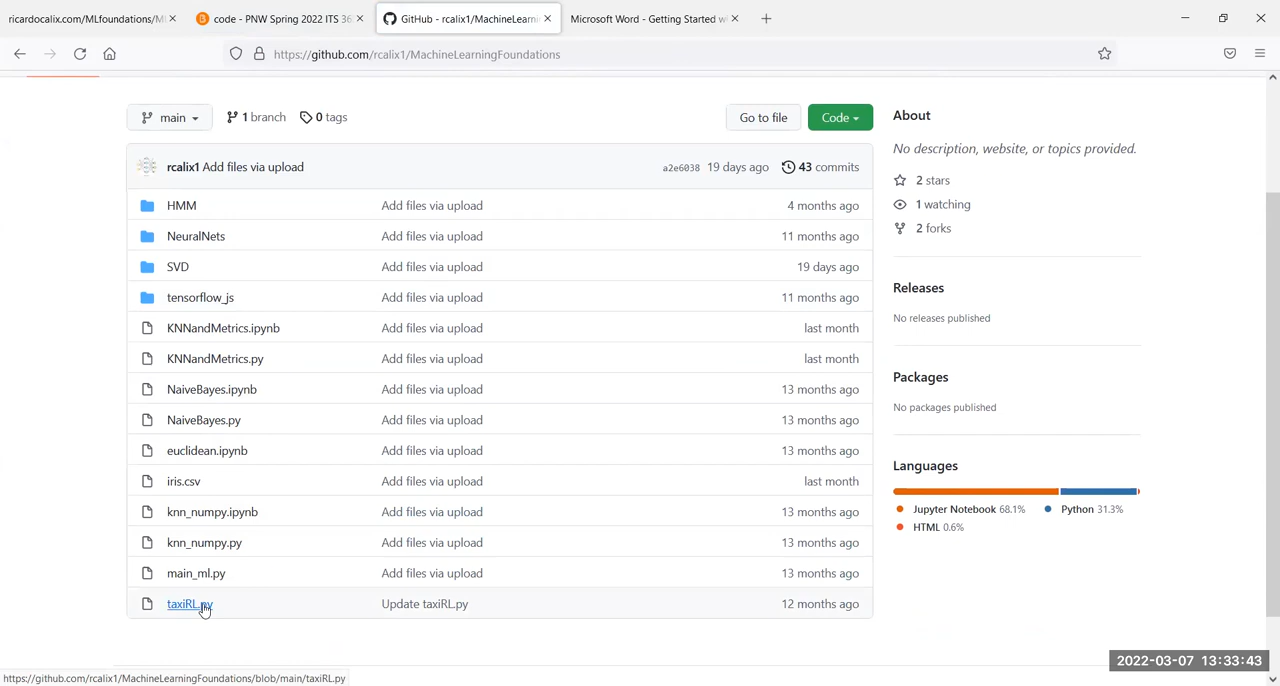 ricardocalix.com/MLfoundations/M
code - PNW Spring 2022 ITS 36
GitHub - rcalix1/MachineLearni
Microsoft Word - Getting Started w
https://github.com/rcalix1/MachineLearningFoundations
main
1 branch
0 tags
Go to file
Code
About
No description, website, or topics provided.
rcalix1 Add files via upload
a2e6038 19 days ago
43 commits
2 stars
1 watching
2 forks
HMM Add files via upload 4 months ago
NeuralNets Add files via upload 11 months ago
SVD Add files via upload 19 days ago
tensorflow_js Add files via upload 11 months ago
KNNandMetrics.ipynb Add files via upload last month
KNNandMetrics.py Add files via upload last month
NaiveBayes.ipynb Add files via upload 13 months ago
NaiveBayes.py Add files via upload 13 months ago
euclidean.ipynb Add files via upload 13 months ago
iris.csv Add files via upload last month
knn_numpy.ipynb Add files via upload 13 months ago
knn_numpy.py Add files via upload 13 months ago
main_ml.py Add files via upload 13 months ago
taxiRL.py Update taxiRL.py 12 months ago
Releases
No releases published
Packages
No packages published
Languages
Jupyter Notebook 68.1%
Python 31.3%
HTML 0.6%
2022-03-07 13:33:43
https://github.com/rcalix1/MachineLearningFoundations/blob/main/taxiRL.py